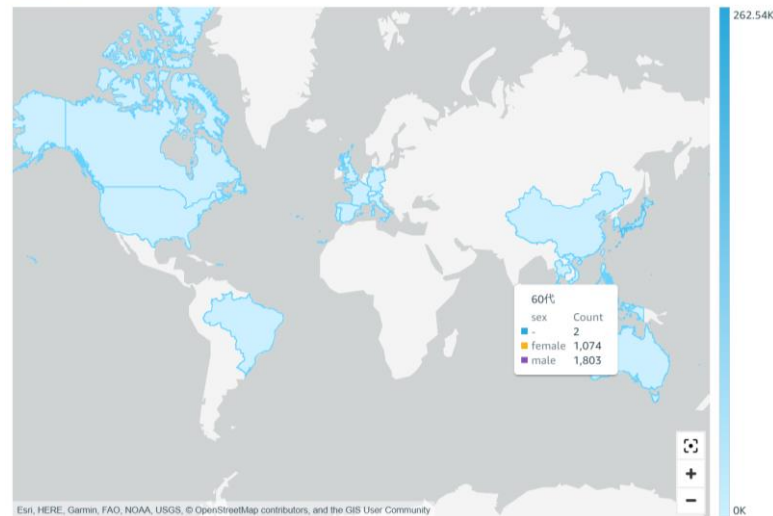 262.54K
60代
sex Count
- 2
female 1,074
male 1,803
+
−
0K
Esri, HERE, Garmin, FAO, NOAA, USGS, © OpenStreetMap contributors, and the GIS User Community